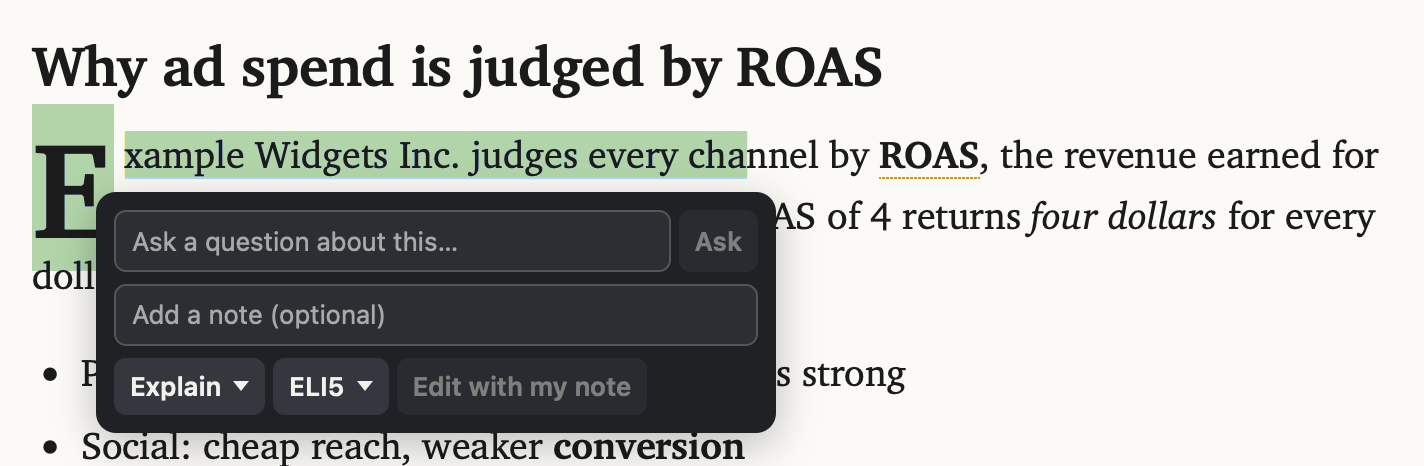 Why ad spend is judged by ROAS
Example Widgets Inc. judges every channel by ROAS, the revenue earned for
AS of 4 returns four dollars for every
doll
Ask a question about this...
Ask
Add a note (optional)
s strong
Explain
ELI5
Edit with my note
Social: cheap reach, weaker conversion